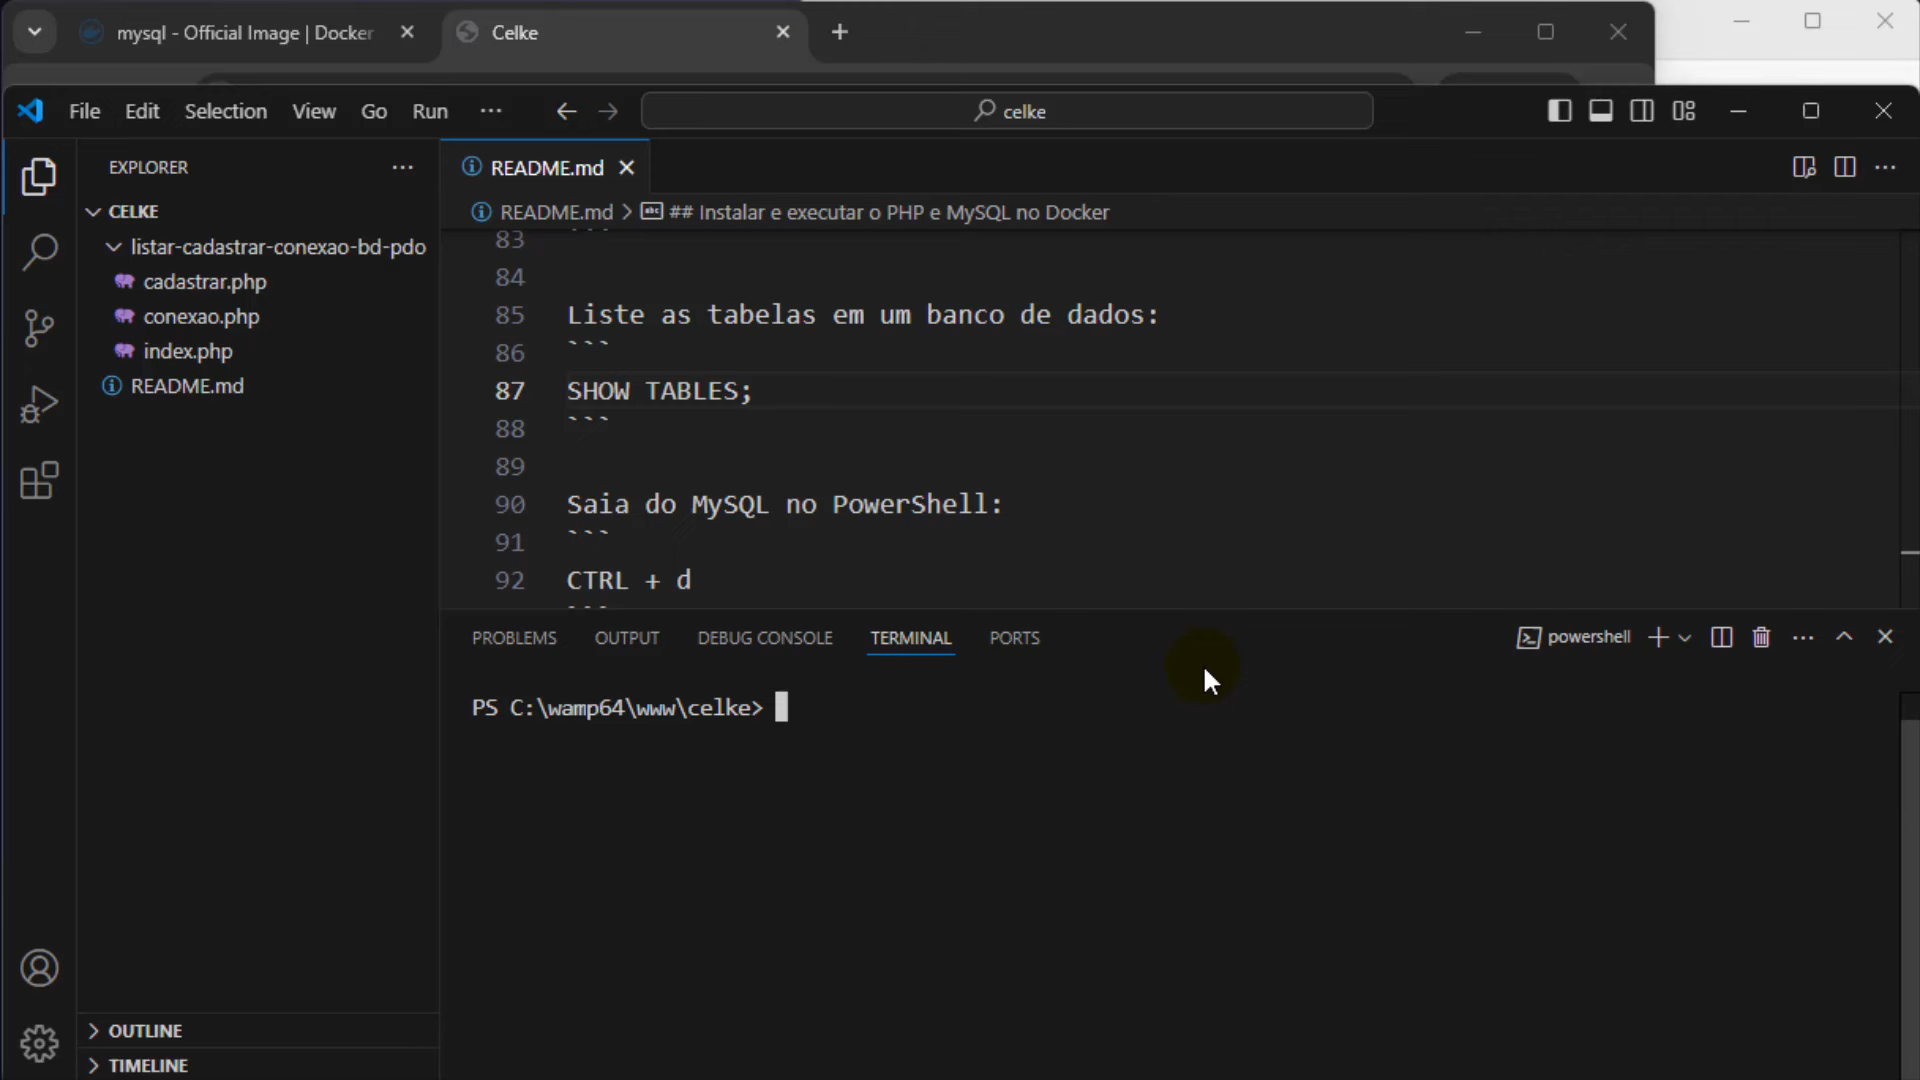 mysql - Official Image | Docker
Celke
File Edit Selection View Go Run ···
celke
EXPLORER
CELKE
listar-cadastrar-conexao-bd-pdo
cadastrar.php
conexao.php
index.php
README.md
OUTLINE
TIMELINE
README.md
README.md > ## Instalar e executar o PHP e MySQL no Docker
83 ```
84
85 Liste as tabelas em um banco de dados:
86 ```
87 SHOW TABLES;
88 ```
89
90 Saia do MySQL no PowerShell:
91 ```
92 CTRL + d
```
PROBLEMS OUTPUT DEBUG CONSOLE TERMINAL PORTS
powershell
PS C:\wamp64\www\celke>